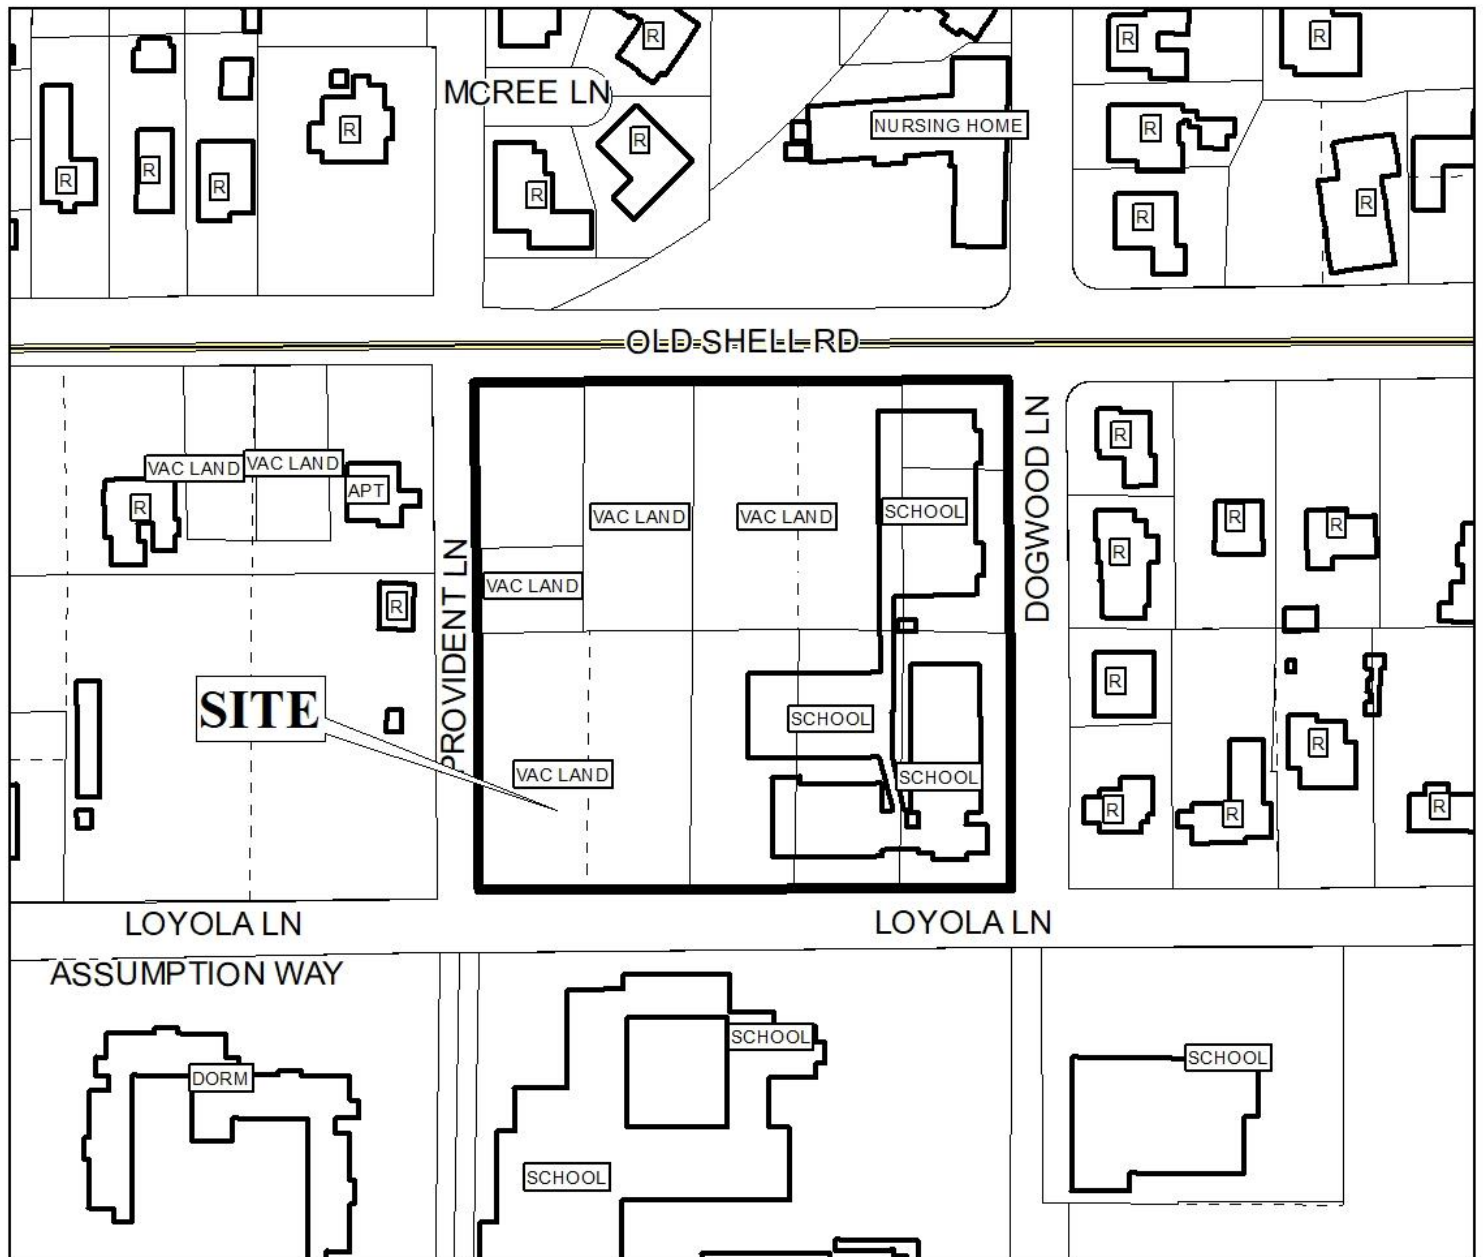 R
R
R
MCREE LN
R
NURSING HOME
R
R
R
R
R
R
R
R
R
OLD SHELL RD
DOGWOOD LN
R
VAC LAND
VAC LAND
APT
R
VAC LAND
VAC LAND
SCHOOL
R
R
R
PROVIDENT LN
VAC LAND
R
R
SITE
SCHOOL
R
VAC LAND
SCHOOL
R
R
R
LOYOLA LN
LOYOLA LN
ASSUMPTION WAY
SCHOOL
SCHOOL
DORM
SCHOOL